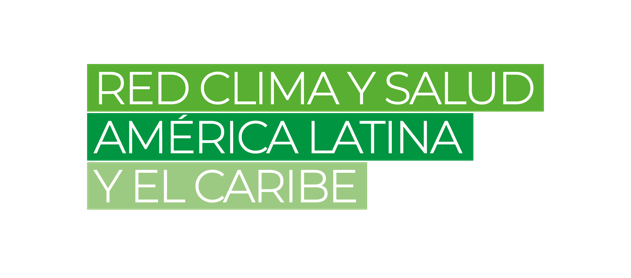 RED CLIMA Y SALUD
AMÉRICA LATINA
Y EL CARIBE